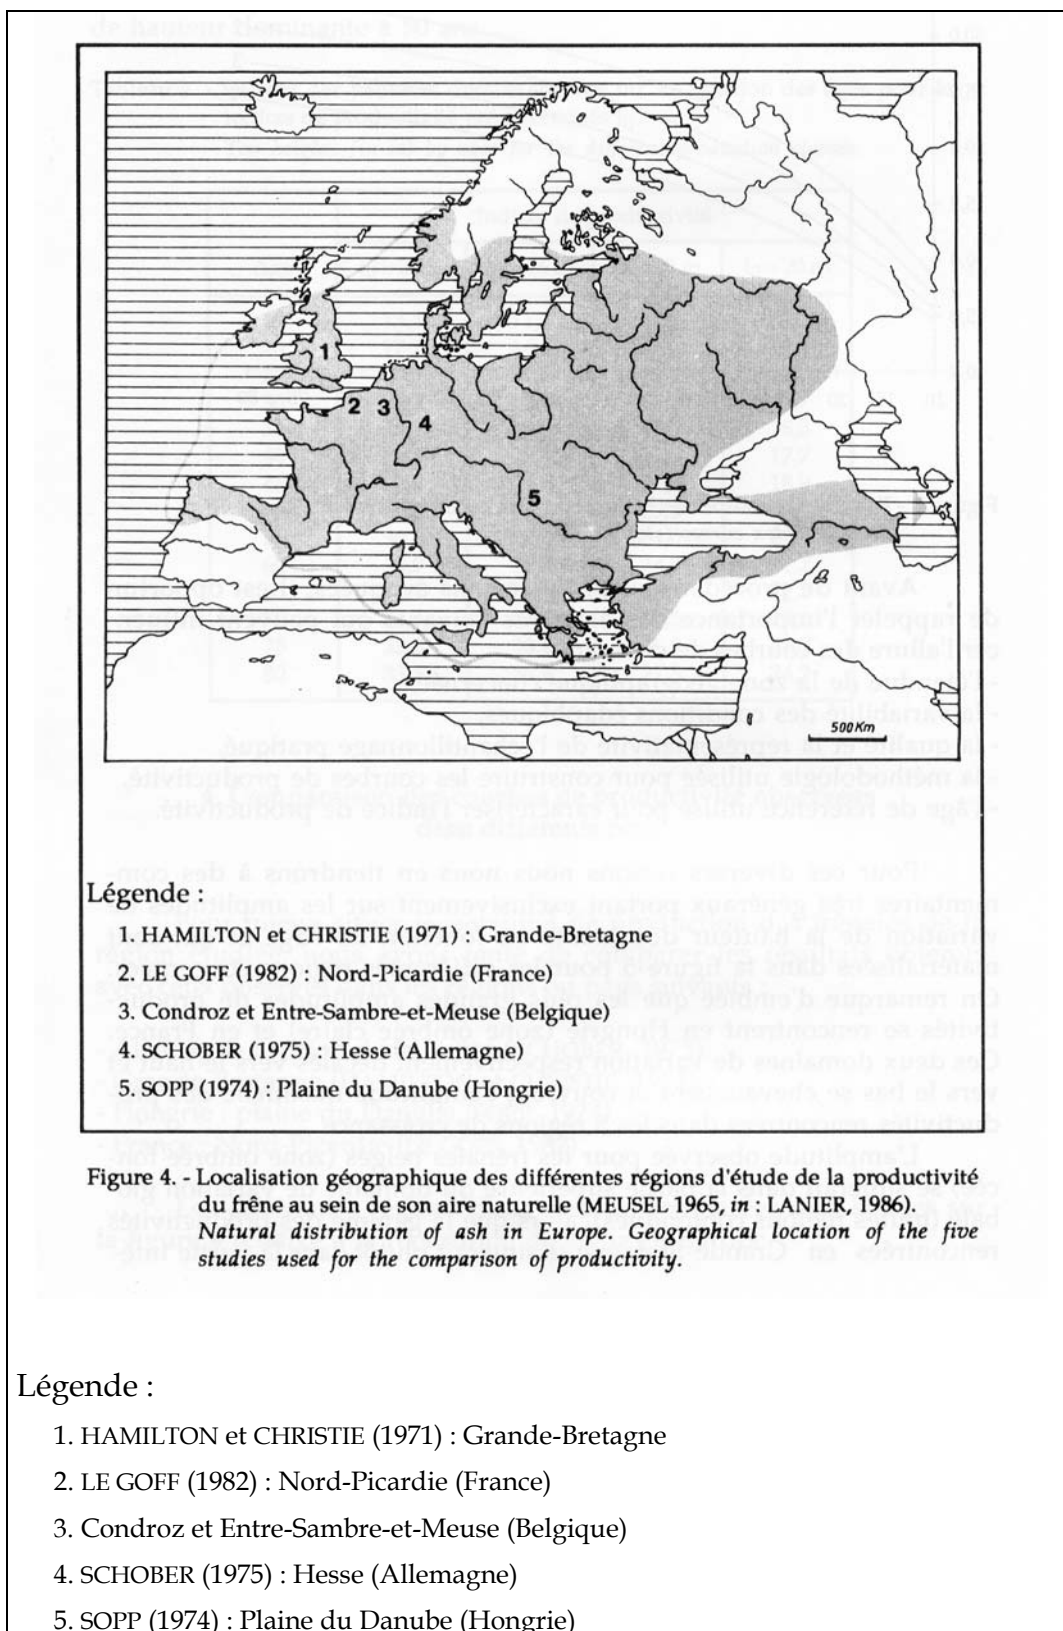 1
2
3
4
5
500Km
Légende :
1. HAMILTON et CHRISTIE (1971) : Grande-Bretagne
2. LE GOFF (1982) : Nord-Picardie (France)
3. Condroz et Entre-Sambre-et-Meuse (Belgique)
4. SCHOBER (1975) : Hesse (Allemagne)
5. SOPP (1974) : Plaine du Danube (Hongrie)
Figure 4. - Localisation géographique des différentes régions d'étude de la productivité
du frêne au sein de son aire naturelle (MEUSEL 1965, in : LANIER, 1986).
Natural distribution of ash in Europe. Geographical location of the five
studies used for the comparison of productivity.
Légende :
1. HAMILTON et CHRISTIE (1971) : Grande-Bretagne
2. LE GOFF (1982) : Nord-Picardie (France)
3. Condroz et Entre-Sambre-et-Meuse (Belgique)
4. SCHOBER (1975) : Hesse (Allemagne)
5. SOPP (1974) : Plaine du Danube (Hongrie)